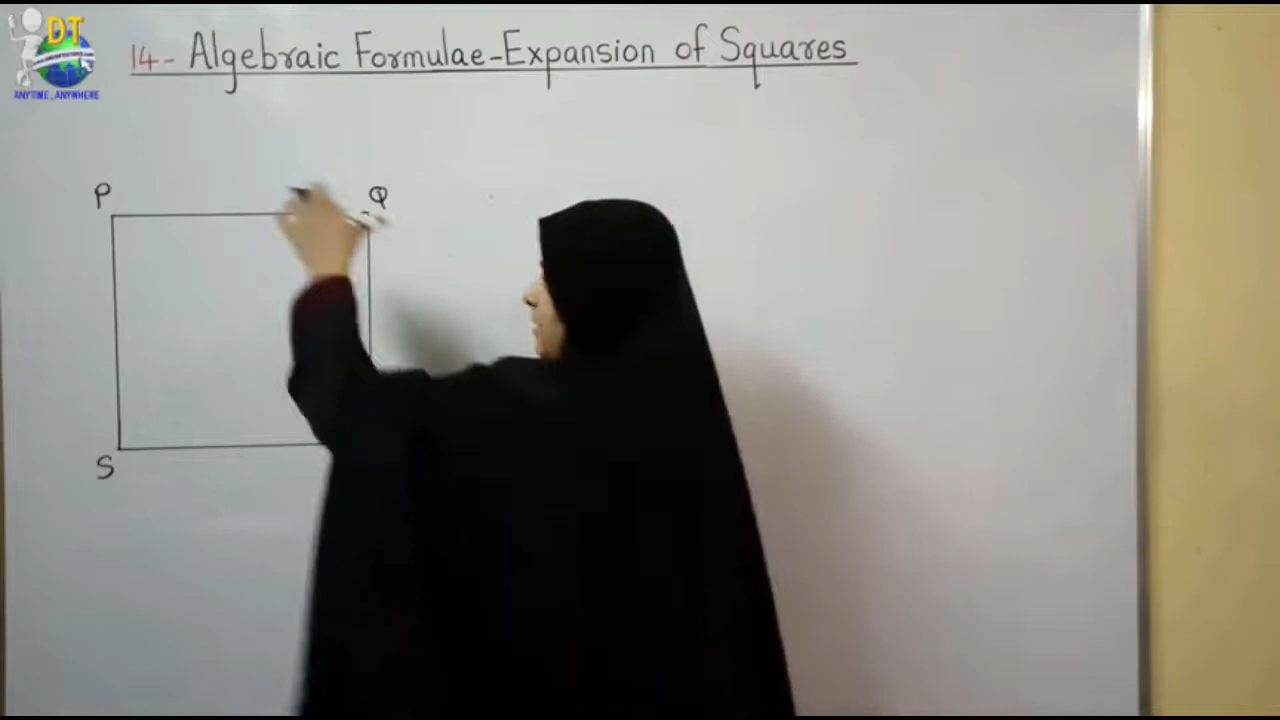 DT
ANYTIME, ANYWHERE
14- Algebraic Formulae-Expansion of Squares
P
Q
S